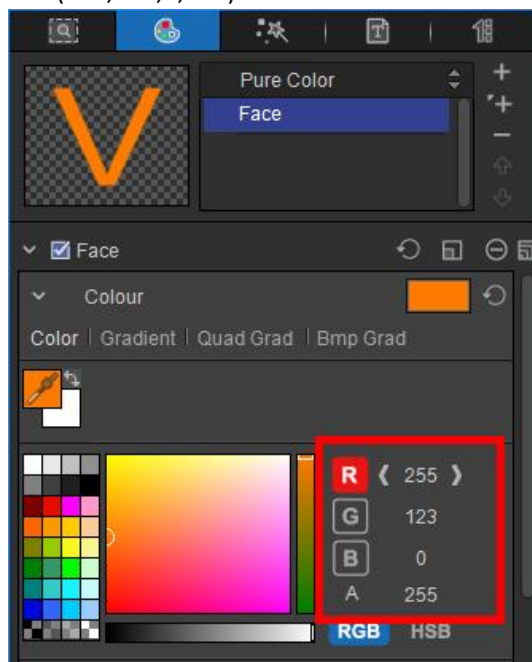 V
Pure Color
Face
Face
Colour
Color | Gradient | Quad Grad | Bmp Grad
R 255
G 123
B 0
A 255
RGB HSB